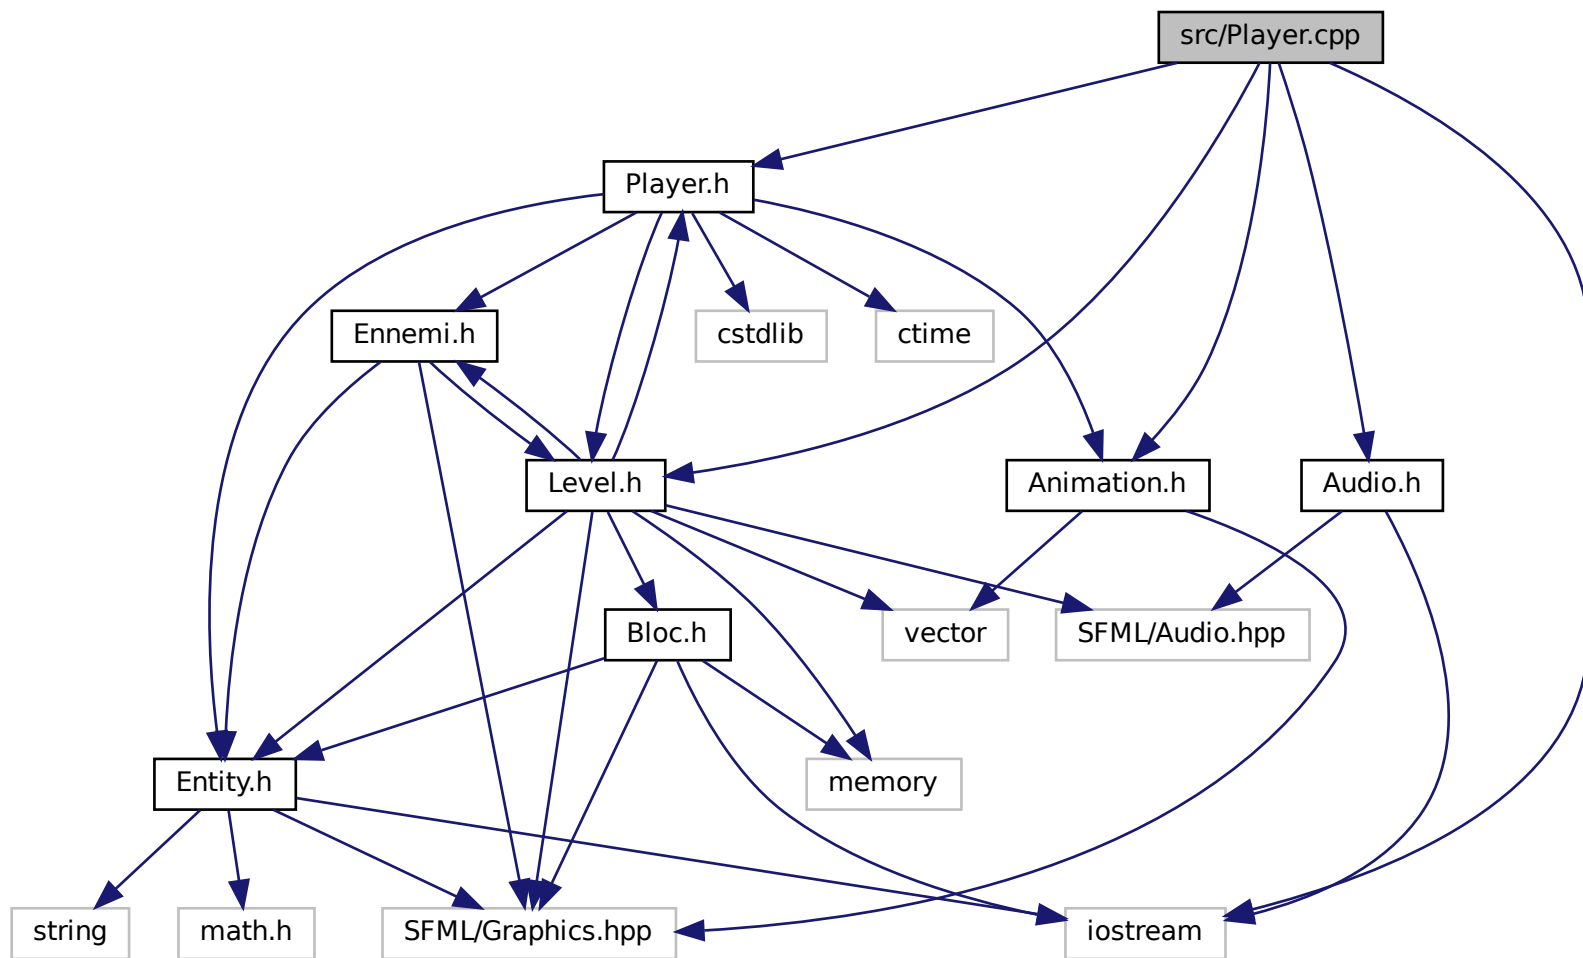 src/Player.cpp
Player.h
Ennemi.h
cstdlib
ctime
Level.h
Animation.h
Audio.h
Bloc.h
vector
SFML/Audio.hpp
Entity.h
memory
string
math.h
SFML/Graphics.hpp
iostream